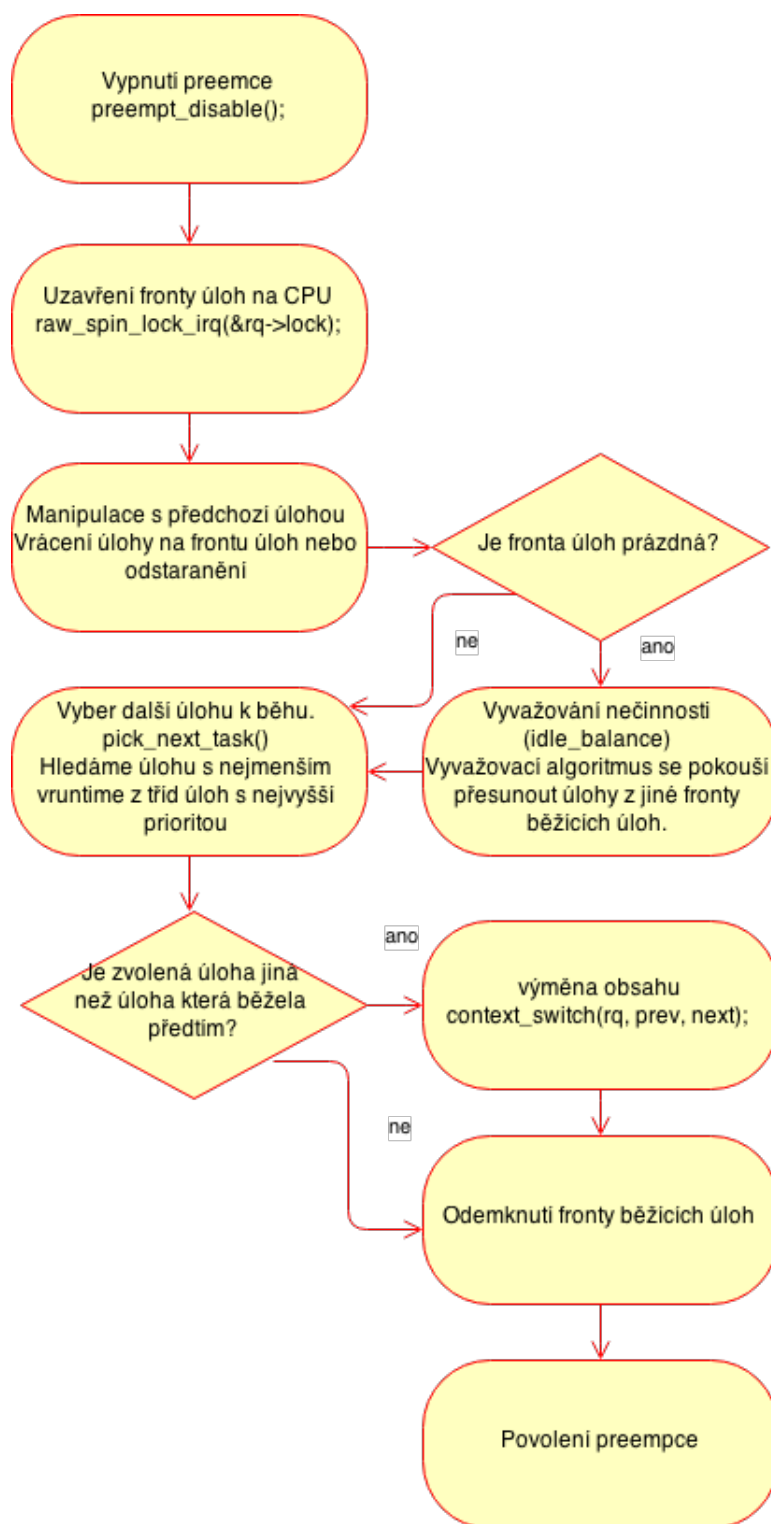 Vypnutí preemce
preempt_disable();
Uzavření fronty úloh na CPU
raw_spin_lock_irq(&rq->lock);
Manipulace s předchozí úlohou
Vrácení úlohy na frontu úloh nebo
odstaranění
Je fronta úloh prázdná?
ne
ano
Vyber další úlohu k běhu.
pick_next_task()
Hledáme úlohu s nejmenším
vruntime z tříd úloh s nejvyšší
prioritou
Vyvažování nečinnosti
(idle_balance)
Vyvažovací algoritmus se pokouší
přesunout úlohy z jiné fronty
běžících úloh.
Je zvolená úloha jiná
než úloha která běžela
předtím?
ano
výměna obsahu
context_switch(rq, prev, next);
ne
Odemknutí fronty běžících úloh
Povolení preempce